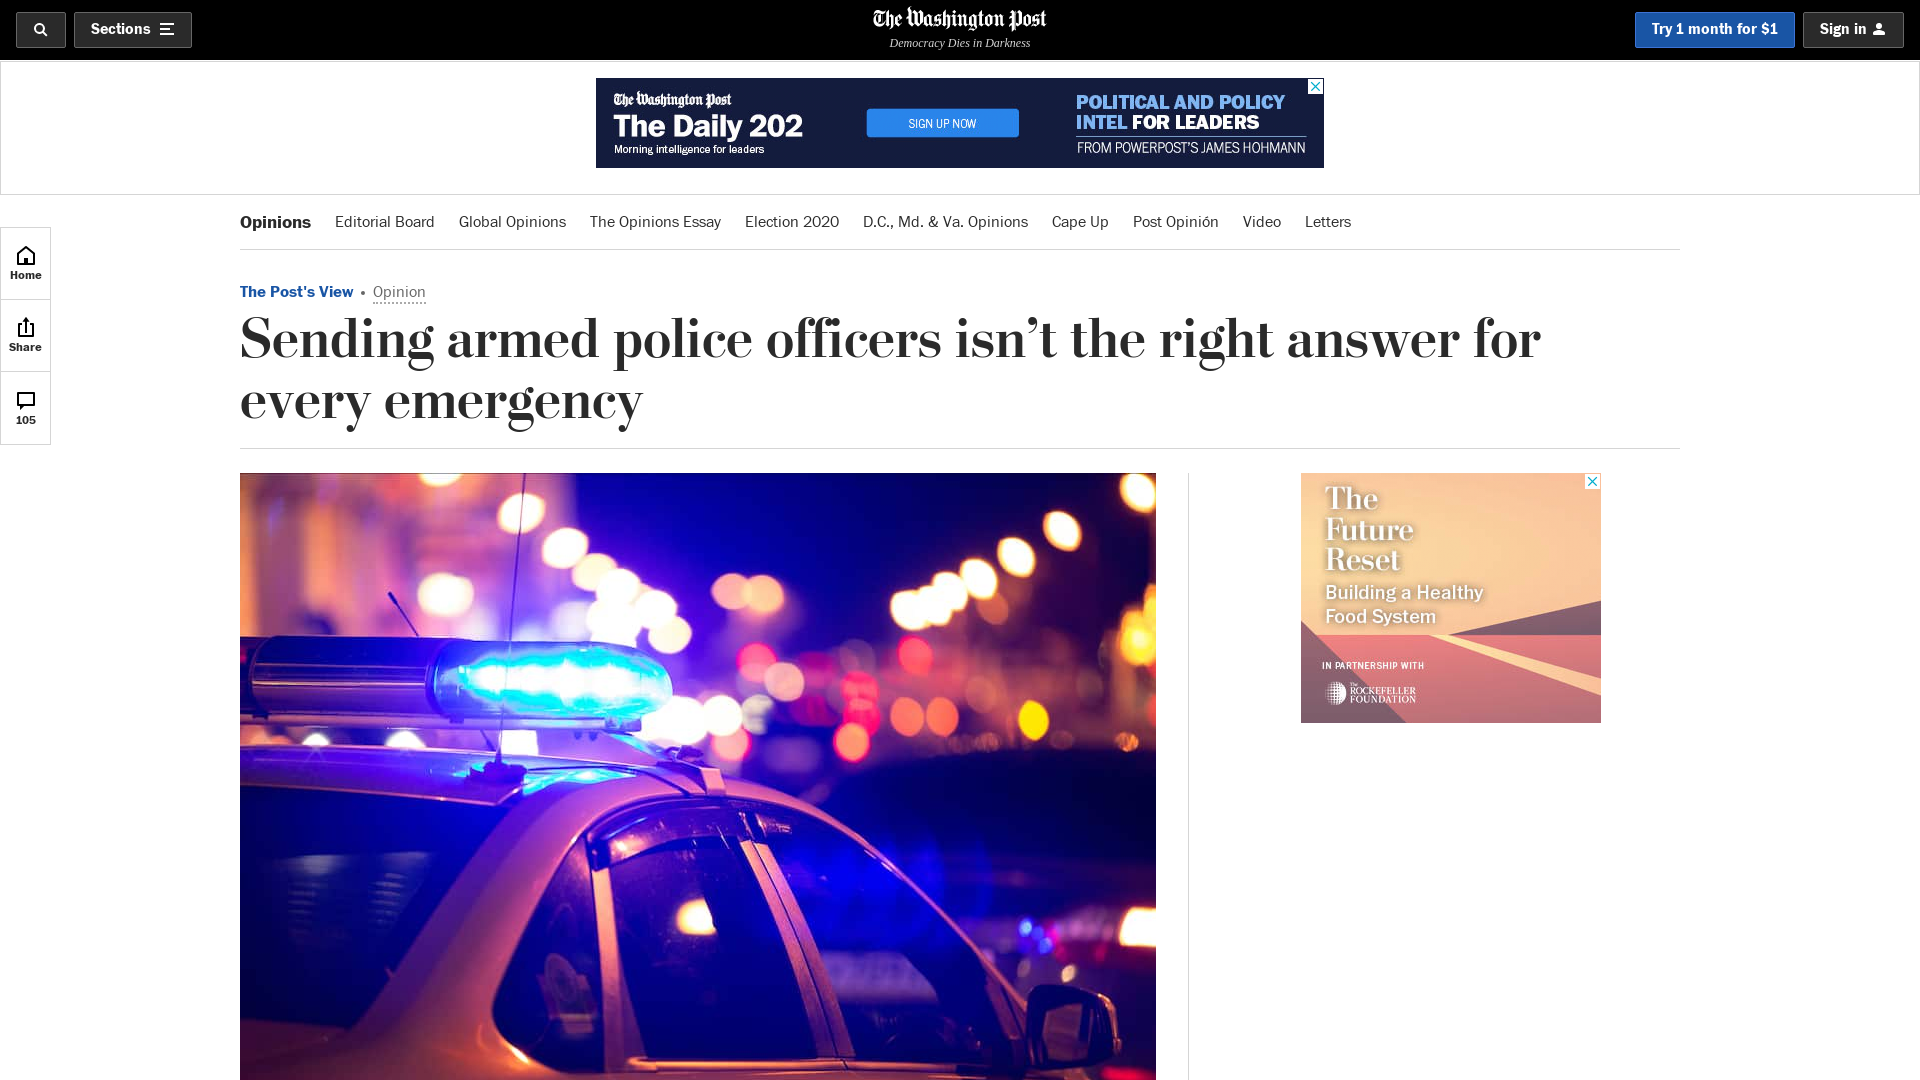 Sections
The Washington Post
Democracy Dies in Darkness
Try 1 month for $1
Sign in
The Washington Post
The Daily 202
Morning intelligence for leaders
SIGN UP NOW
POLITICAL AND POLICY
INTEL FOR LEADERS
FROM POWERPOST'S JAMES HOHMANN
Opinions
Editorial Board
Global Opinions
The Opinions Essay
Election 2020
D.C., Md. & Va. Opinions
Cape Up
Post Opinión
Video
Letters
Home
Share
105
The Post's View • Opinion
Sending armed police officers isn’t the right answer for
every emergency
The
Future
Reset
Building a Healthy
Food System
IN PARTNERSHIP WITH
The
ROCKEFELLER
FOUNDATION